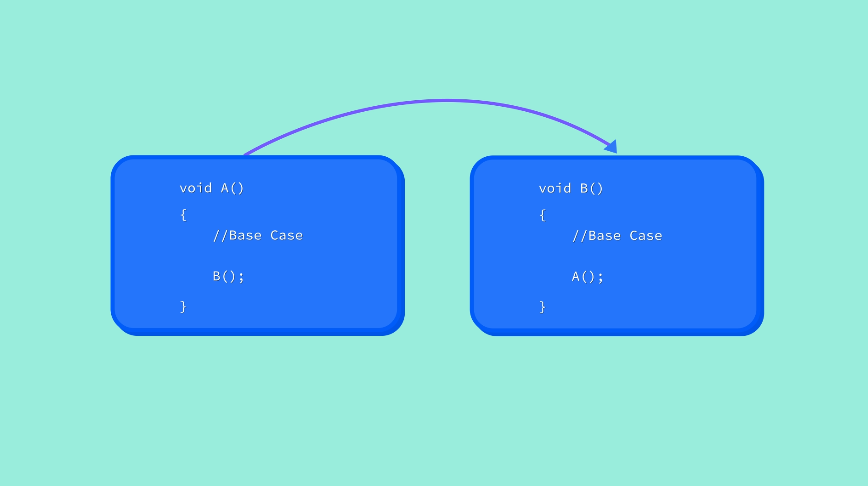 void A()
{
//Base Case
B();
}
void B()
{
//Base Case
A();
}